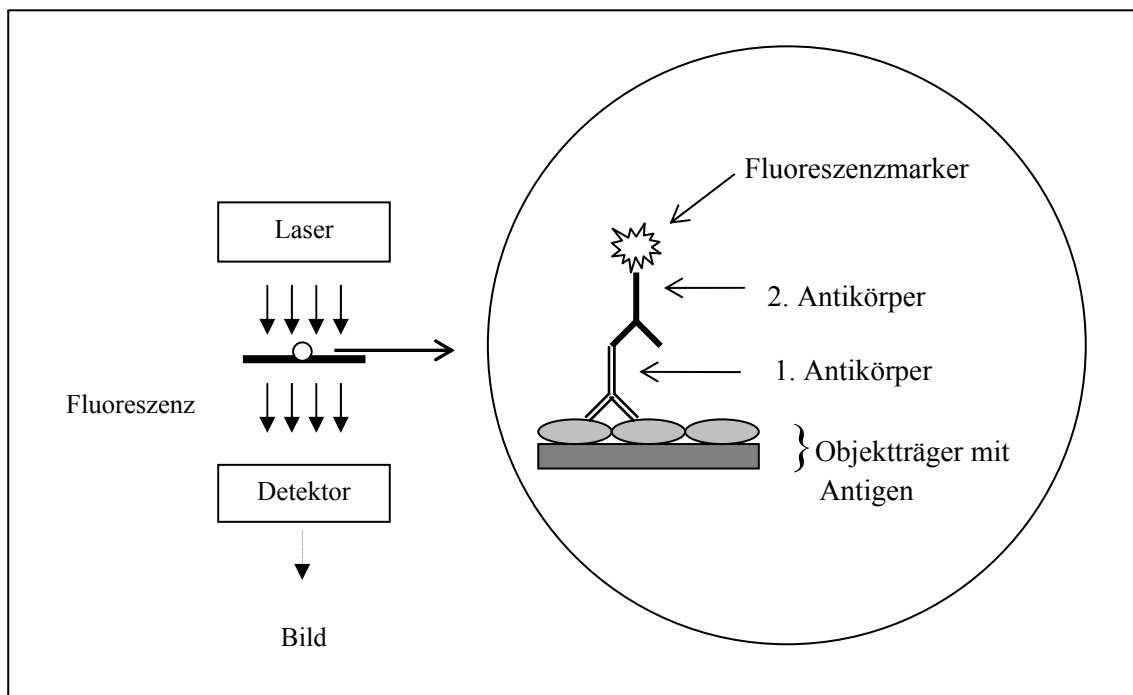 Laser
Fluoreszenz
Detektor
Bild
Fluoreszenzmarker
2. Antikörper
1. Antikörper
Objektträger mit
Antigen